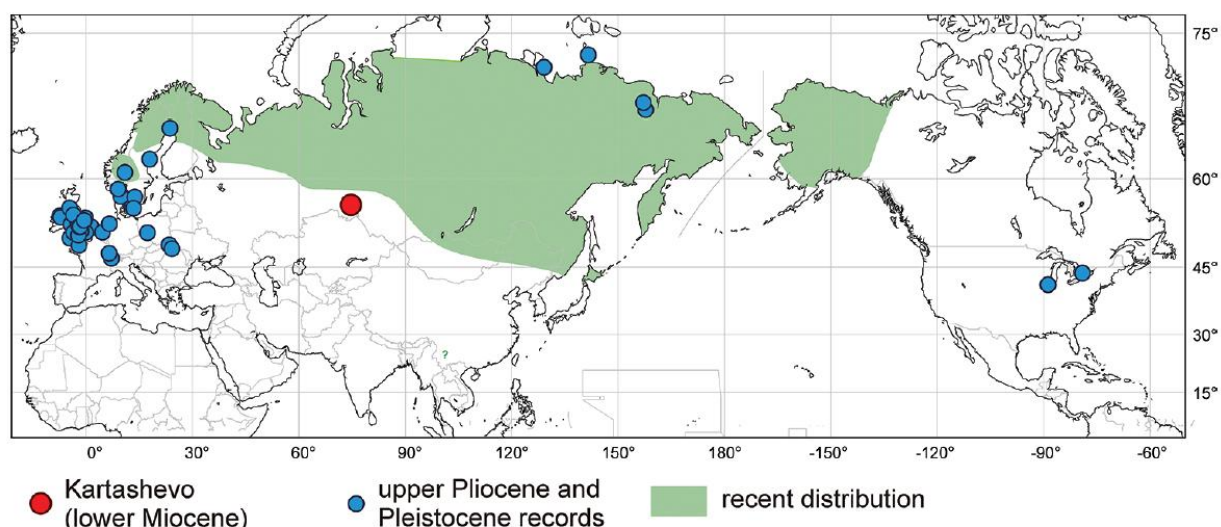 75°
60°
45°
30°
15°
?
0° 30° 60° 90° 120° 150° 180° -150° -120° -90° -60°
Kartashevo
(lower Miocene)
upper Pliocene and
Pleistocene records
recent distribution